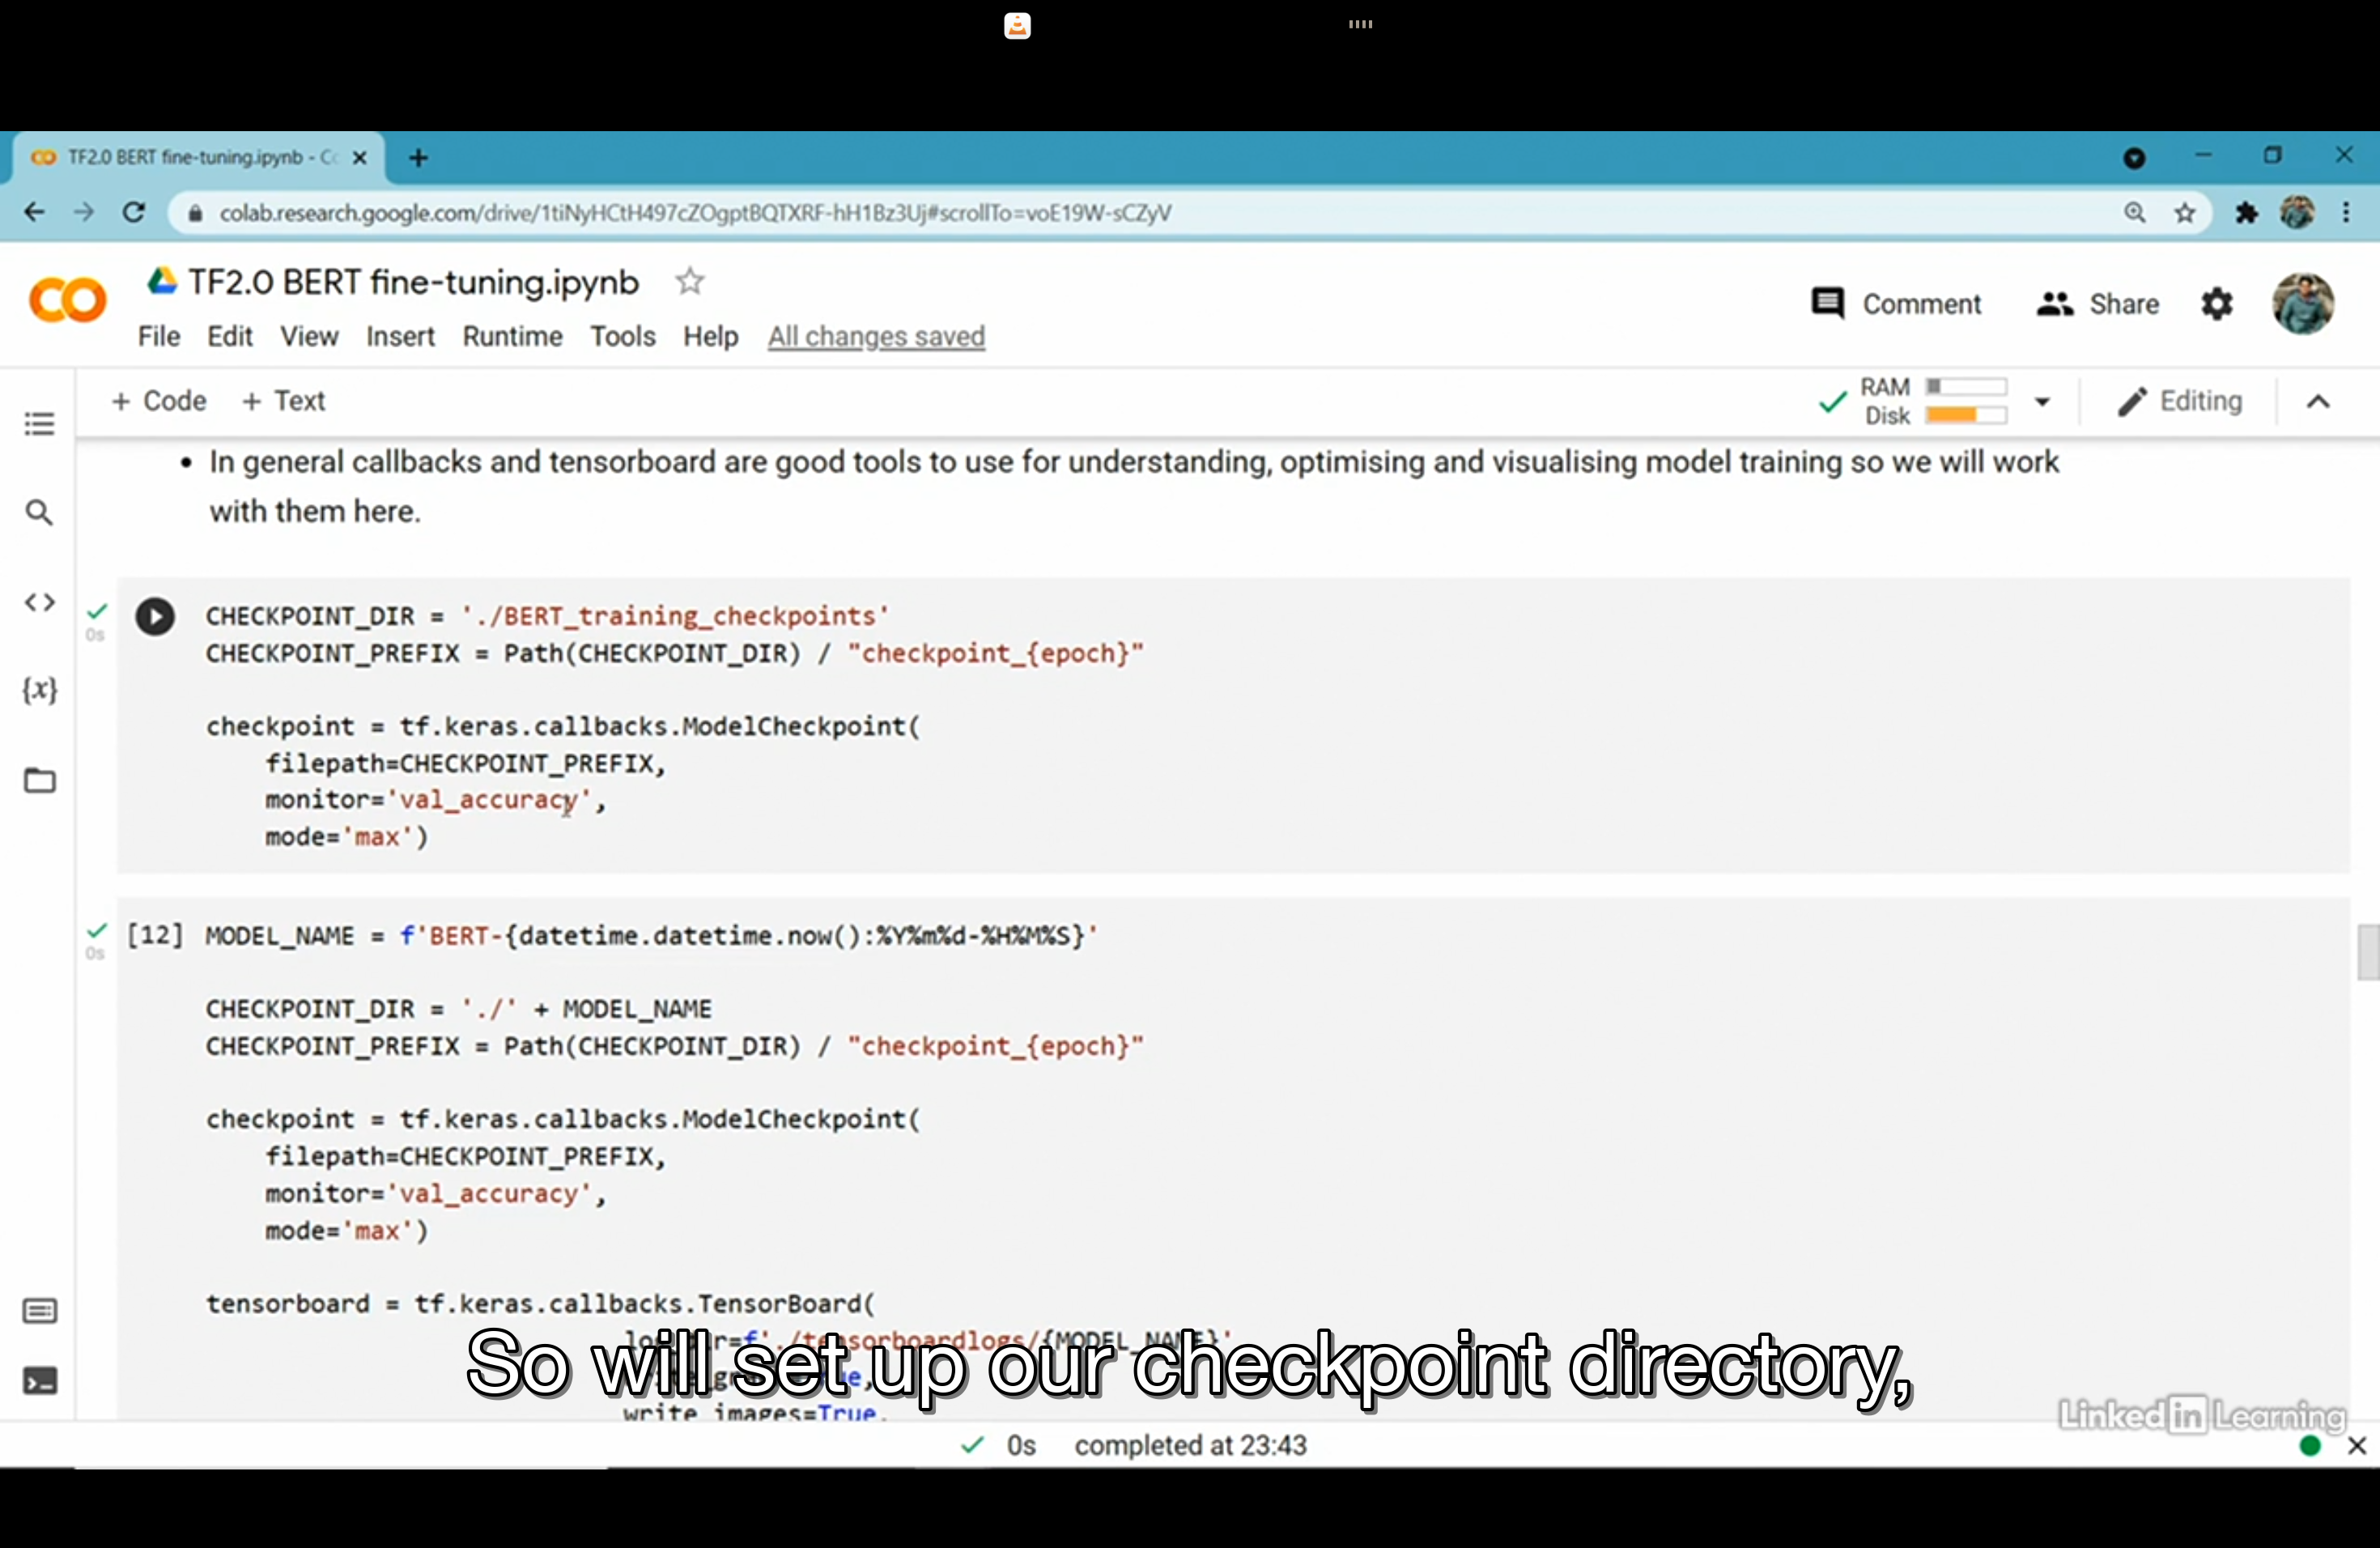 TF2.0 BERT fine-tuning.ipynb - Co
colab.research.google.com/drive/1tiNyHCtH497cZOgptBQTXRF-hH1Bz3Uj#scrollTo=voE19W-sCZyV
TF2.0 BERT fine-tuning.ipynb
Comment Share
File Edit View Insert Runtime Tools Help All changes saved
+ Code + Text
RAM
Disk
Editing
• In general callbacks and tensorboard are good tools to use for understanding, optimising and visualising model training so we will work
with them here.
0s
CHECKPOINT_DIR = './BERT_training_checkpoints'
CHECKPOINT_PREFIX = Path(CHECKPOINT_DIR) / "checkpoint_{epoch}"
checkpoint = tf.keras.callbacks.ModelCheckpoint(
filepath=CHECKPOINT_PREFIX,
monitor='val_accuracy',
mode='max')
[12] MODEL_NAME = f'BERT-{datetime.datetime.now():%Y%m%d-%H%M%S}'
0s
CHECKPOINT_DIR = './' + MODEL_NAME
CHECKPOINT_PREFIX = Path(CHECKPOINT_DIR) / "checkpoint_{epoch}"
checkpoint = tf.keras.callbacks.ModelCheckpoint(
filepath=CHECKPOINT_PREFIX,
monitor='val_accuracy',
mode='max')
tensorboard = tf.keras.callbacks.TensorBoard(
So will set up our checkpoint directory,
write_images=True,
Linked in Learning
0s completed at 23:43